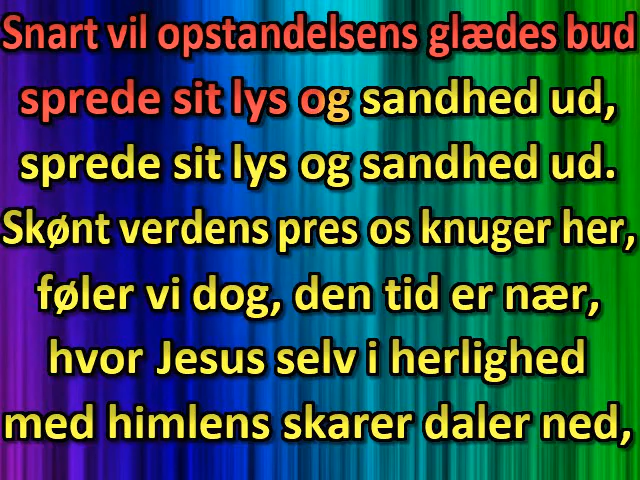 Snart vil opstandelsens glædes bud
sprede sit lys og sandhed ud,
sprede sit lys og sandhed ud.
Skønt verdens pres os knuger her,
føler vi dog, den tid er nær,
hvor Jesus selv i herlighed
med himlens skarer daler ned,